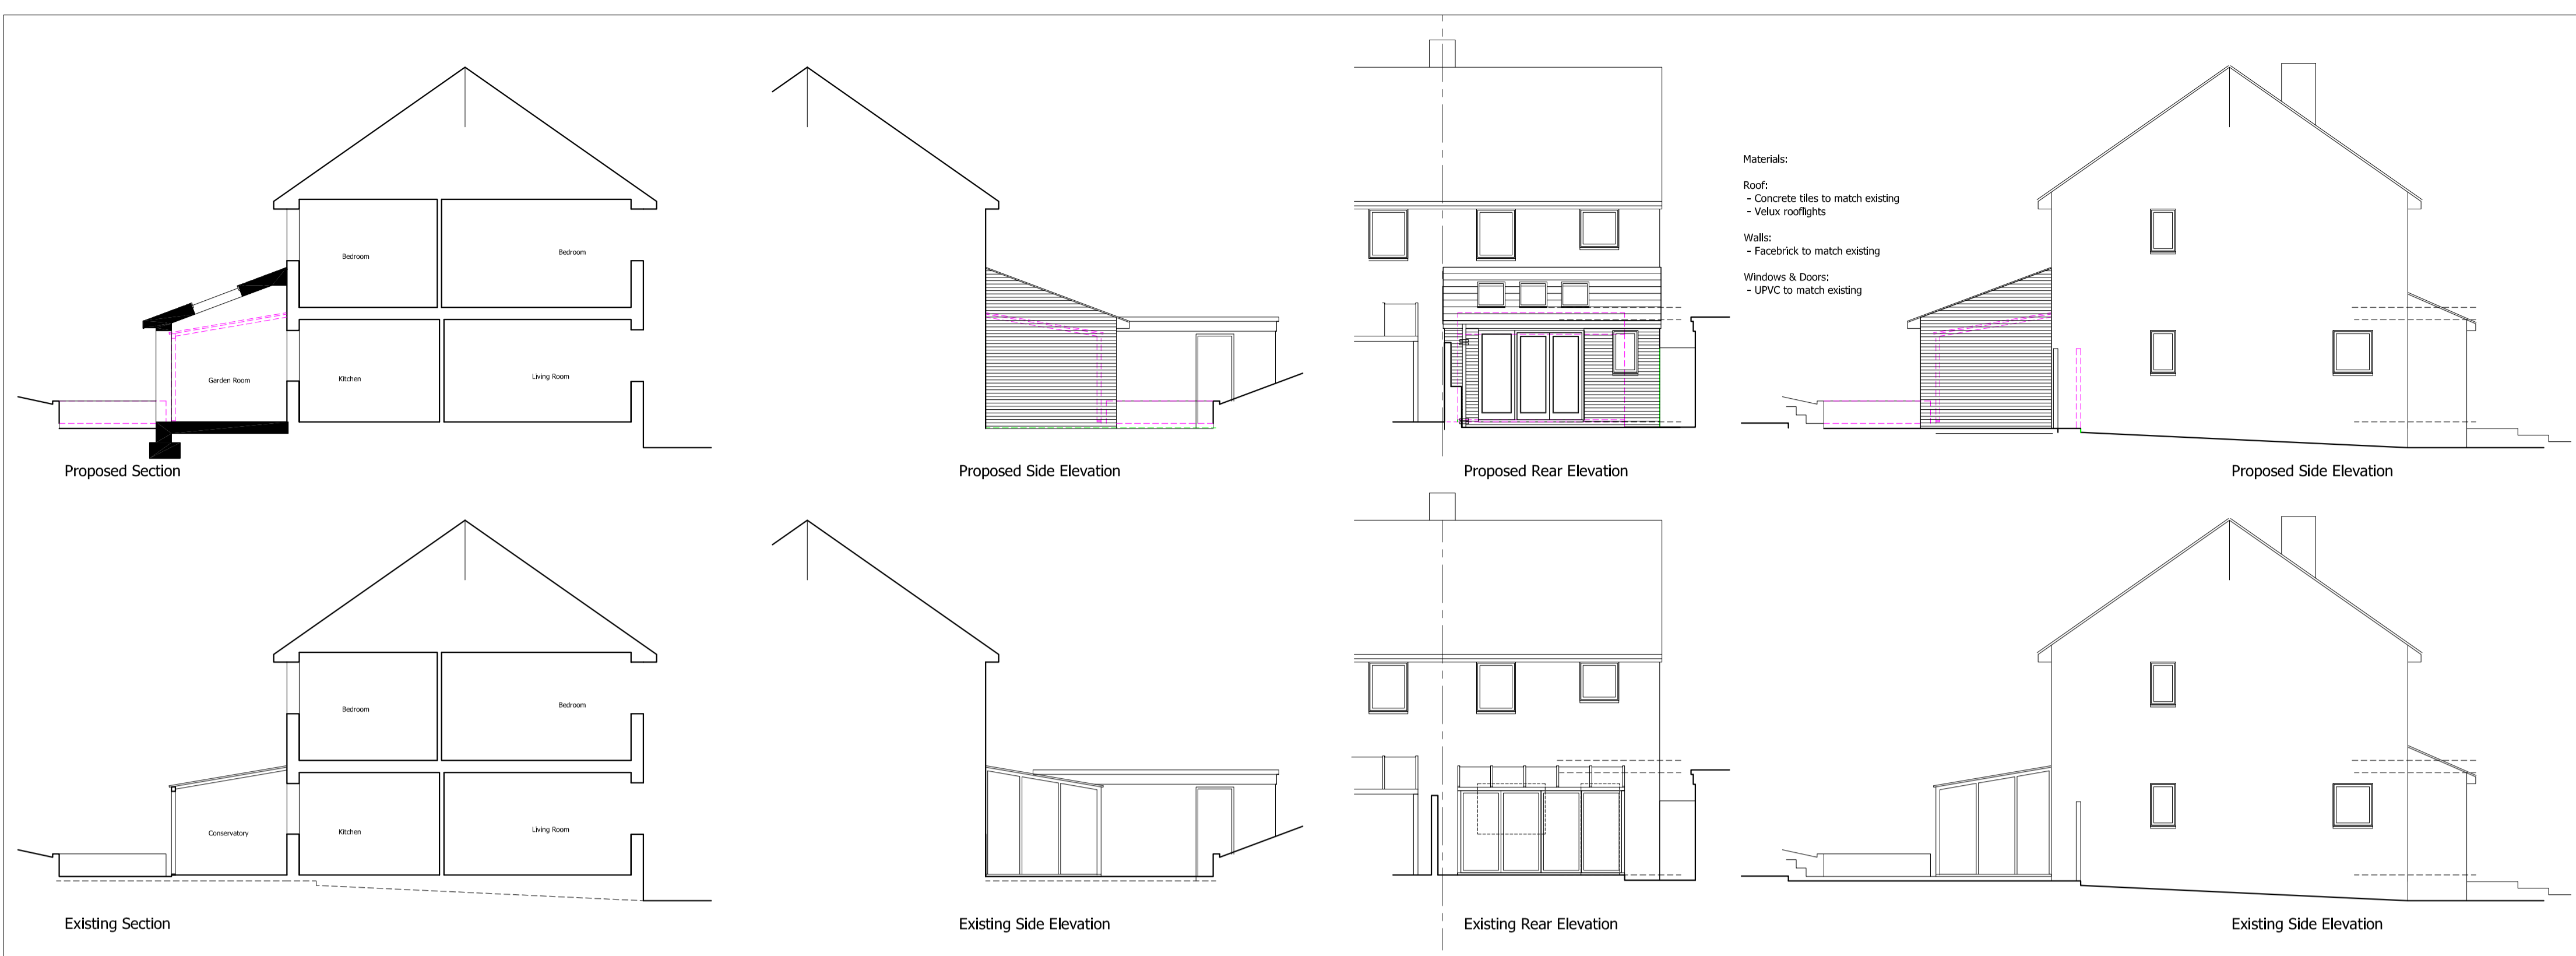 Bedroom
Bedroom
Garden Room
Kitchen
Living Room
Proposed Section
Proposed Side Elevation
Proposed Rear Elevation
Materials:
Roof:
- Concrete tiles to match existing
- Velux rooflights
Walls:
- Facebrick to match existing
Windows & Doors:
- UPVC to match existing
Proposed Side Elevation
Bedroom
Bedroom
Conservatory
Kitchen
Living Room
Existing Section
Existing Side Elevation
Existing Rear Elevation
Existing Side Elevation